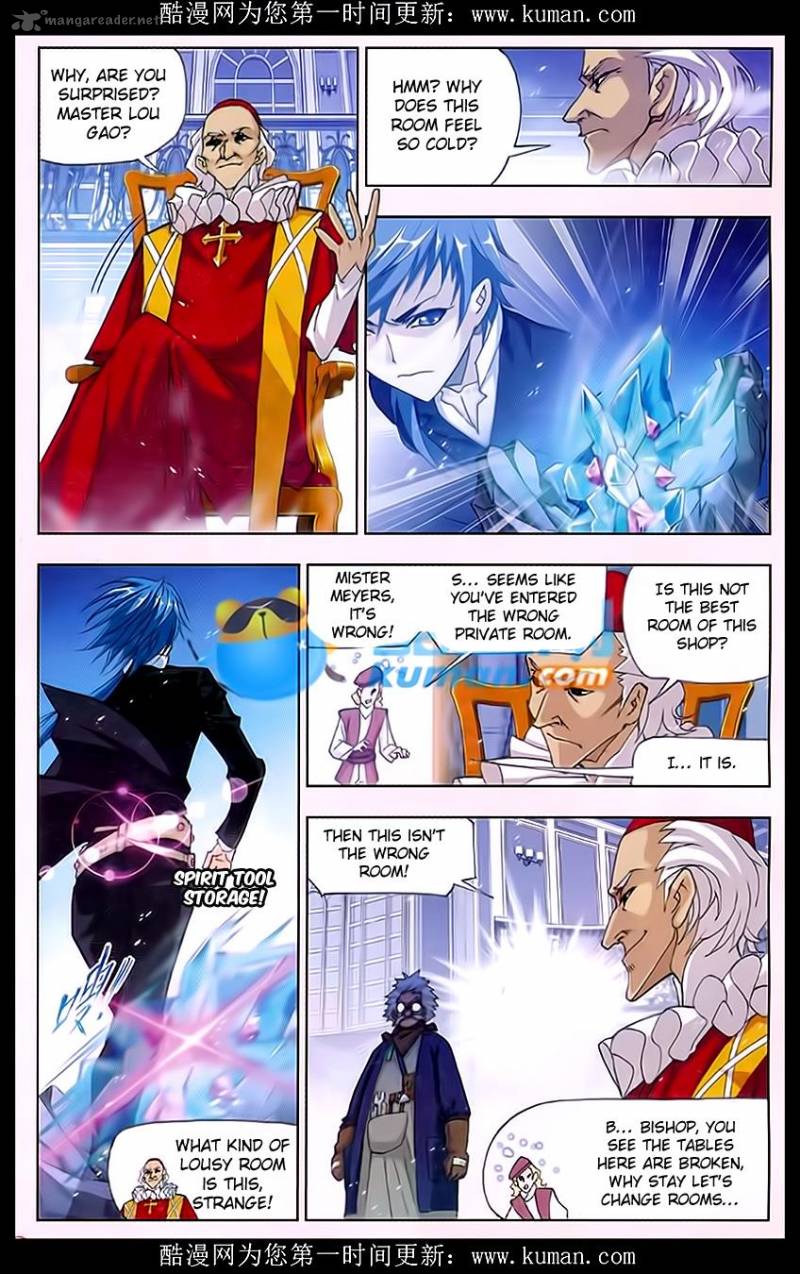 酷漫网为您第一时间更新：www.kuman.com
mangareader.net
WHY, ARE YOU
SURPRISED?
MASTER LOU
GAO?
HMM? WHY
DOES THIS
ROOM FEEL
SO COLD?
SPIRIT TOOL
STORAGE!
WHAT KIND OF
LOUSY ROOM
IS THIS,
STRANGE!
MISTER
MEYERS,
IT'S
WRONG!
S... SEEMS LIKE
YOU'VE ENTERED
THE WRONG
PRIVATE ROOM.
IS THIS NOT
THE BEST
ROOM OF THIS
SHOP?
kuman.com
I... IT IS.
THEN THIS ISN'T
THE WRONG
ROOM!
B... BISHOP, YOU
SEE THE TABLES
HERE ARE BROKEN,
WHY STAY LET'S
CHANGE ROOMS...
酷漫网为您第一时间更新：www.kuman.com